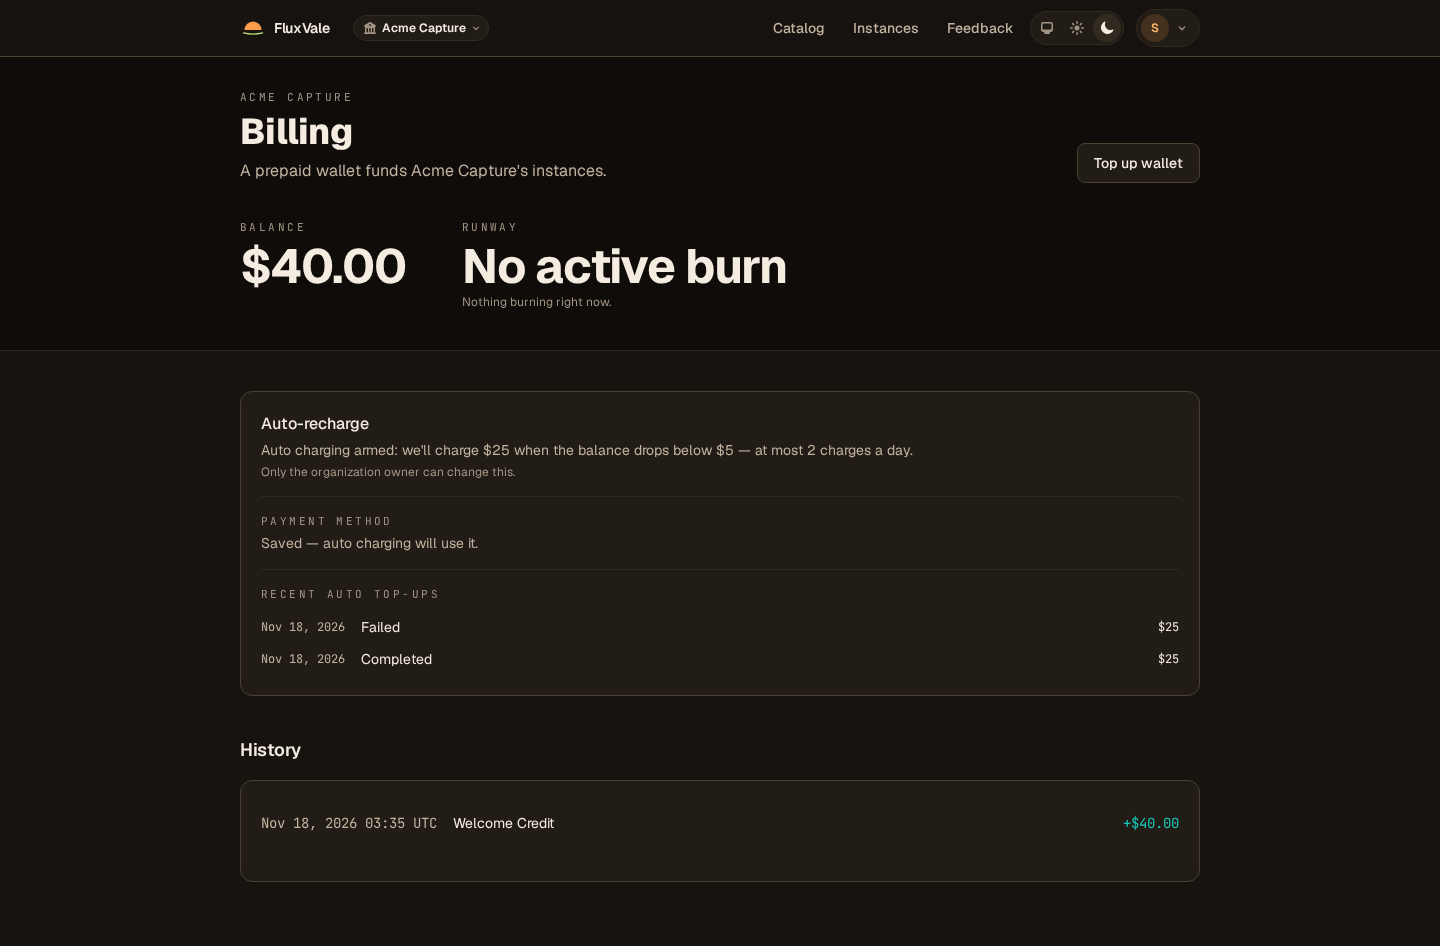 FluxVale
Acme Capture
Catalog
Instances
Feedback
S
ACME CAPTURE
Billing
A prepaid wallet funds Acme Capture's instances.
Top up wallet
BALANCE
$40.00
RUNWAY
No active burn
Nothing burning right now.
Auto-recharge
Auto charging armed: we'll charge $25 when the balance drops below $5 — at most 2 charges a day.
Only the organization owner can change this.
PAYMENT METHOD
Saved — auto charging will use it.
RECENT AUTO TOP-UPS
Nov 18, 2026 Failed $25
Nov 18, 2026 Completed $25
History
Nov 18, 2026 03:35 UTC Welcome Credit +$40.00